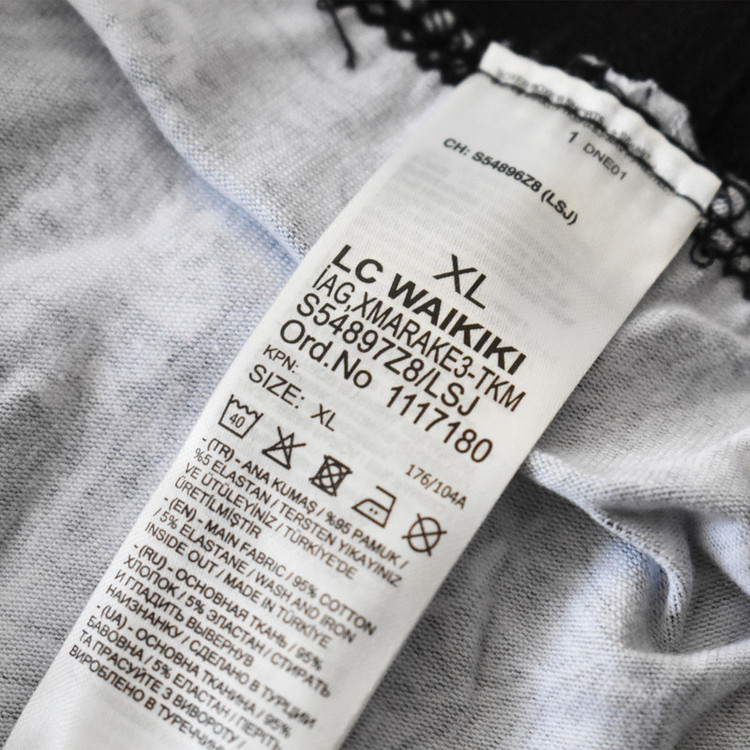 1 DNE01
CH: S54896Z8 (LSJ)
XL
LC WAIKIKI
İAG,XMARAKE3-TKM
S54897Z8/LSJ
Ord.No 1117180
KPN:
SIZE: XL
176/104A
40
- (TR) - ANA KUMAŞ / %95 PAMUK /
%5 ELASTAN / TERSTEN YIKAYINIZ
VE ÜTÜLEYİNİZ / TÜRKİYE'DE
ÜRETİLMİŞTİR
- (EN) - MAIN FABRIC / 95% COTTON
/ 5% ELASTANE / WASH AND IRON
INSIDE OUT / MADE IN TÜRKİYE
- (RU) - ОСНОВНАЯ ТКАНЬ / 95%
ХЛОПОК / 5% ЭЛАСТАН / СТИРАТЬ
И ГЛАДИТЬ ВЫВЕРНУВ
НАИЗНАНКУ / СДЕЛАНО В ТУРЦИИ
- (UA) - ОСНОВНА ТКАНИНА / 95%
БАВОВНА / 5% ЕЛАСТАН / ПЕРІТЬ
ТА ПРАСУЙТЕ З ВИВОРОТУ /
ВИРОБЛЕНО В ТУРЕЧЧИНІ